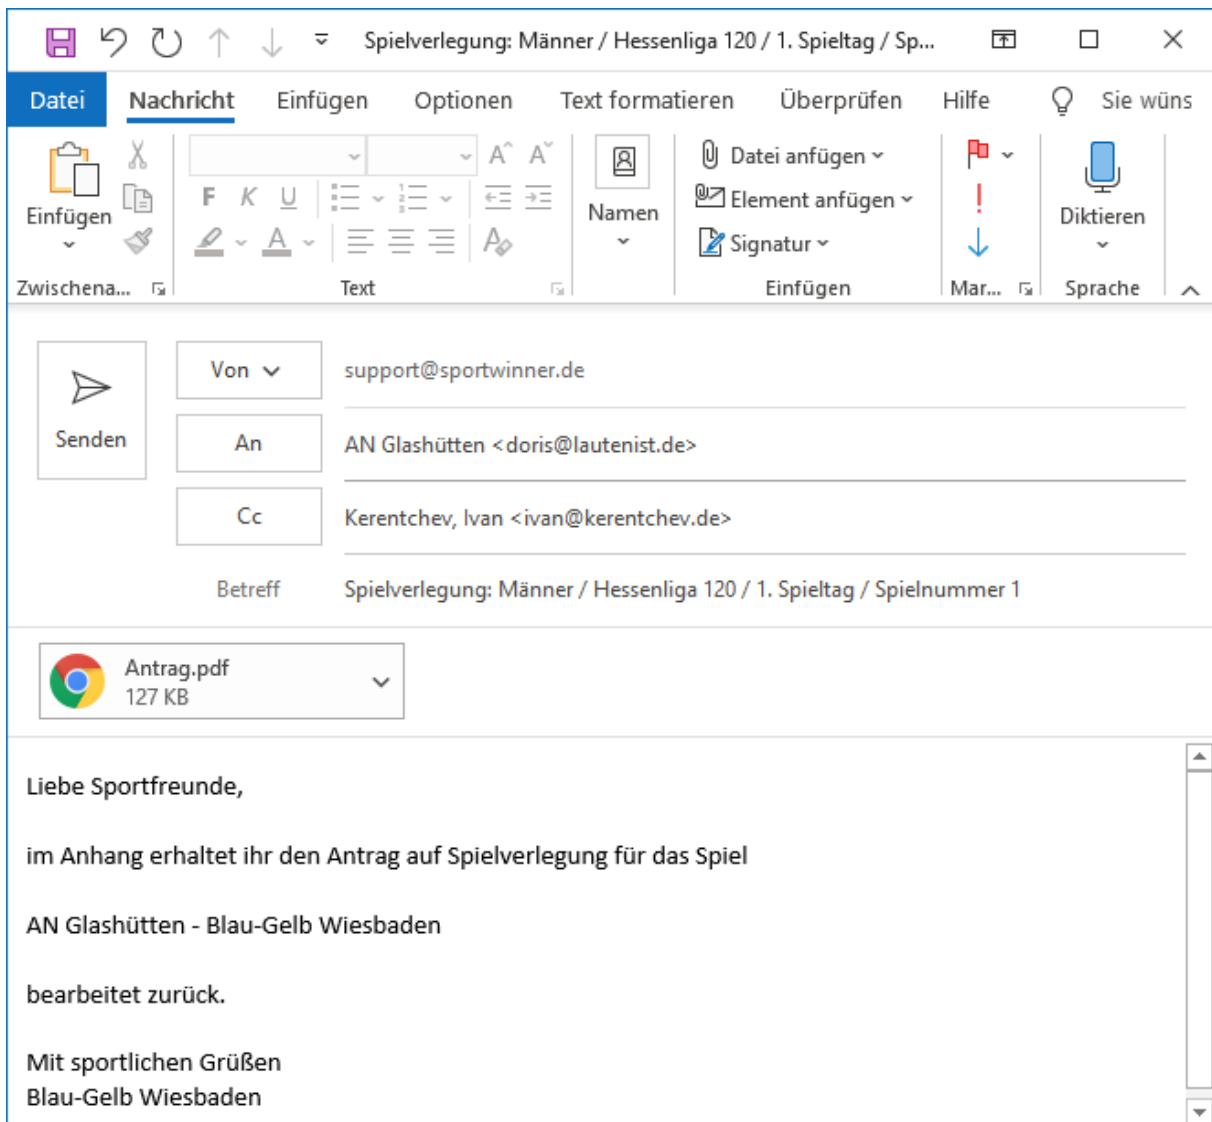 Spielverlegung: Männer / Hessenliga 120 / 1. Spieltag / Sp...
Datei Nachricht Einfügen Optionen Text formatieren Überprüfen Hilfe Sie wüns
Einfügen
F K U
A A
Namen
Datei anfügen
Element anfügen
Signatur
Diktieren
Zwischena... Text Einfügen Mar... Sprache
Senden
Von support@sportwinner.de
An AN Glashütten <doris@lautenist.de>
Cc Kerentchev, Ivan <ivan@kerentchev.de>
Betreff Spielverlegung: Männer / Hessenliga 120 / 1. Spieltag / Spielnummer 1
Antrag.pdf
127 KB
Liebe Sportfreunde,
im Anhang erhaltet ihr den Antrag auf Spielverlegung für das Spiel
AN Glashütten - Blau-Gelb Wiesbaden
bearbeitet zurück.
Mit sportlichen Grüßen
Blau-Gelb Wiesbaden